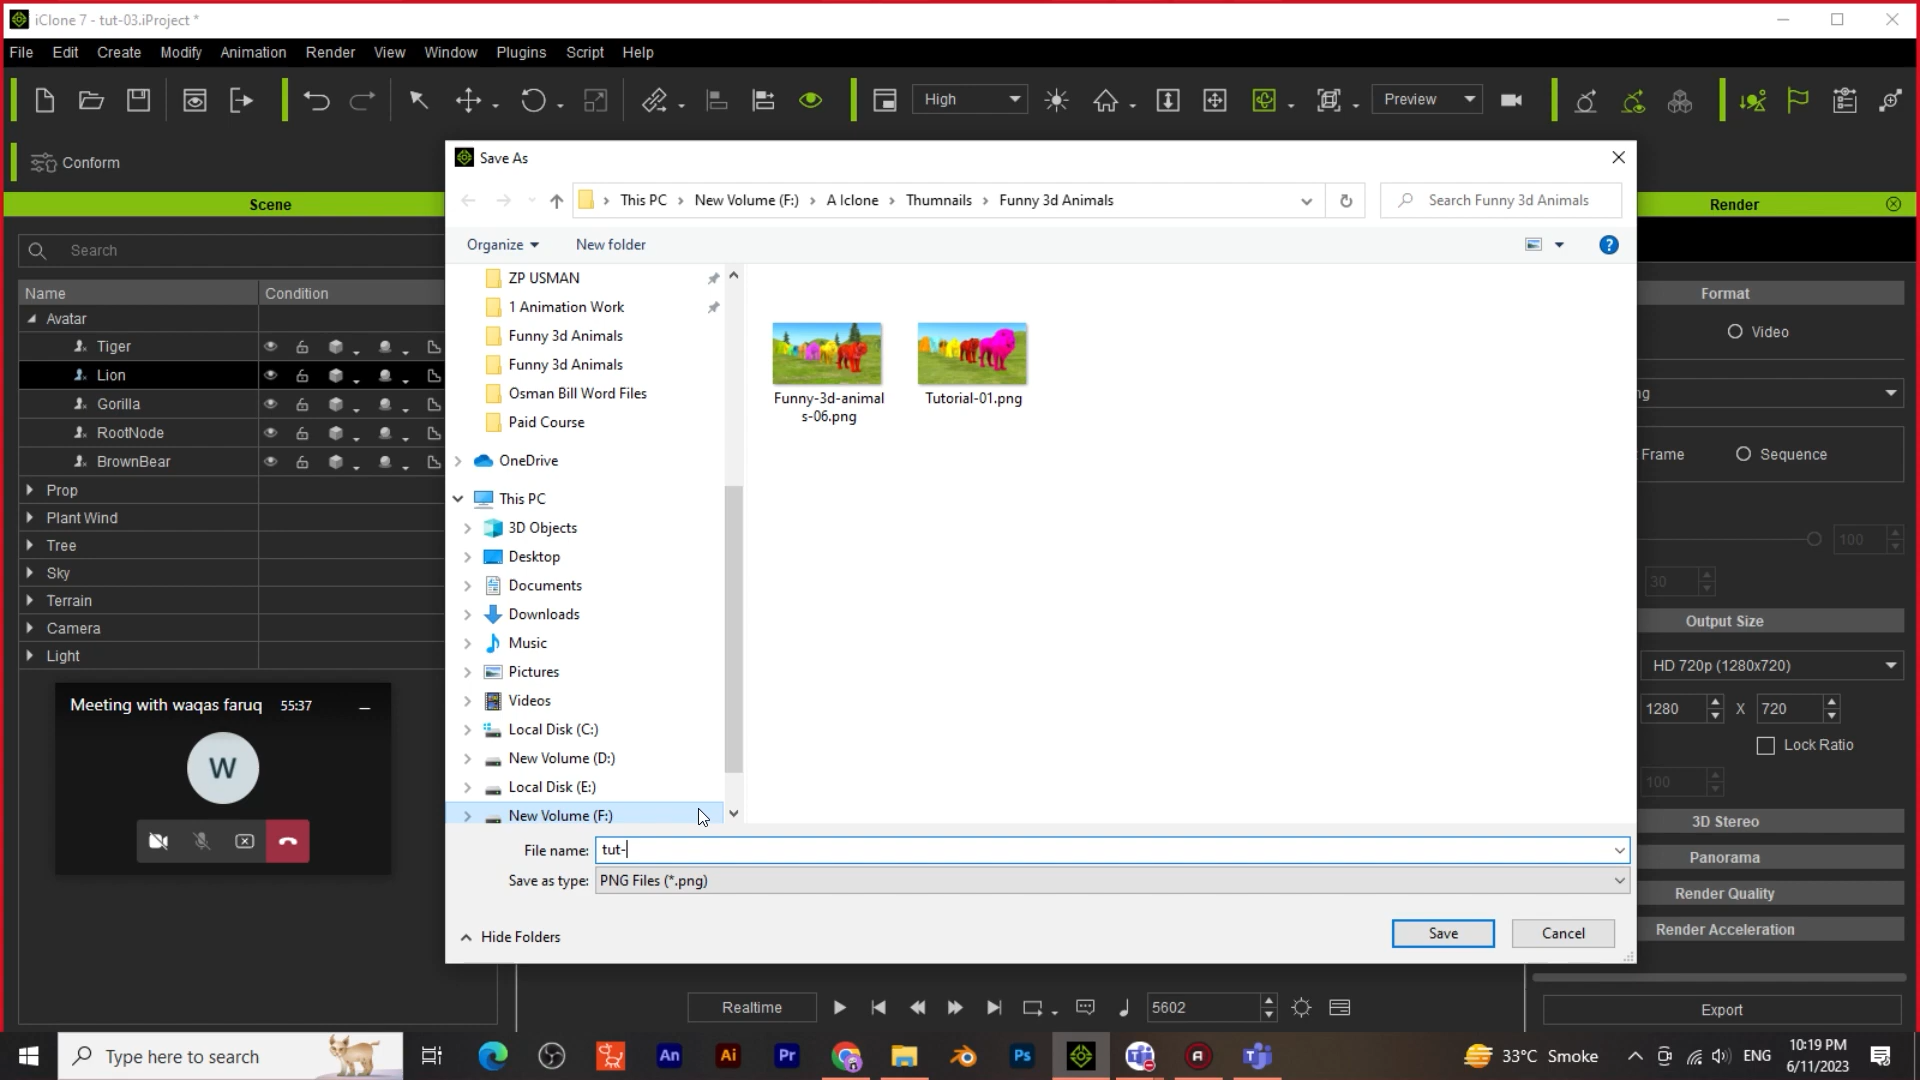 iClone 7 - tut-03.iProject *
File Edit Create Modify Animation Render View Window Plugins Script Help
High
Preview
Conform
Scene
Search
Name Condition
Avatar
Tiger
Lion
Gorilla
RootNode
BrownBear
Prop
Plant Wind
Tree
Sky
Terrain
Camera
Light
Meeting with waqas faruq 55:37
W
Save As
This PC › New Volume (F:) › A Iclone › Thumnails › Funny 3d Animals
Search Funny 3d Animals
Organize New folder
ZP USMAN
1 Animation Work
Funny 3d Animals
Funny 3d Animals
Osman Bill Word Files
Paid Course
OneDrive
This PC
3D Objects
Desktop
Documents
Downloads
Music
Pictures
Videos
Local Disk (C:)
New Volume (D:)
Local Disk (E:)
New Volume (F:)
Funny-3d-animal
s-06.png
Tutorial-01.png
File name: tut-
Save as type: PNG Files (*.png)
Hide Folders
Save Cancel
Render
Format
Video
ng
Frame Sequence
100
30
Output Size
HD 720p (1280x720)
1280 X 720
Lock Ratio
100
3D Stereo
Panorama
Render Quality
Render Acceleration
Export
Realtime
5602
Type here to search
An Ai Pr Ps
33°C Smoke
ENG
10:19 PM
6/11/2023